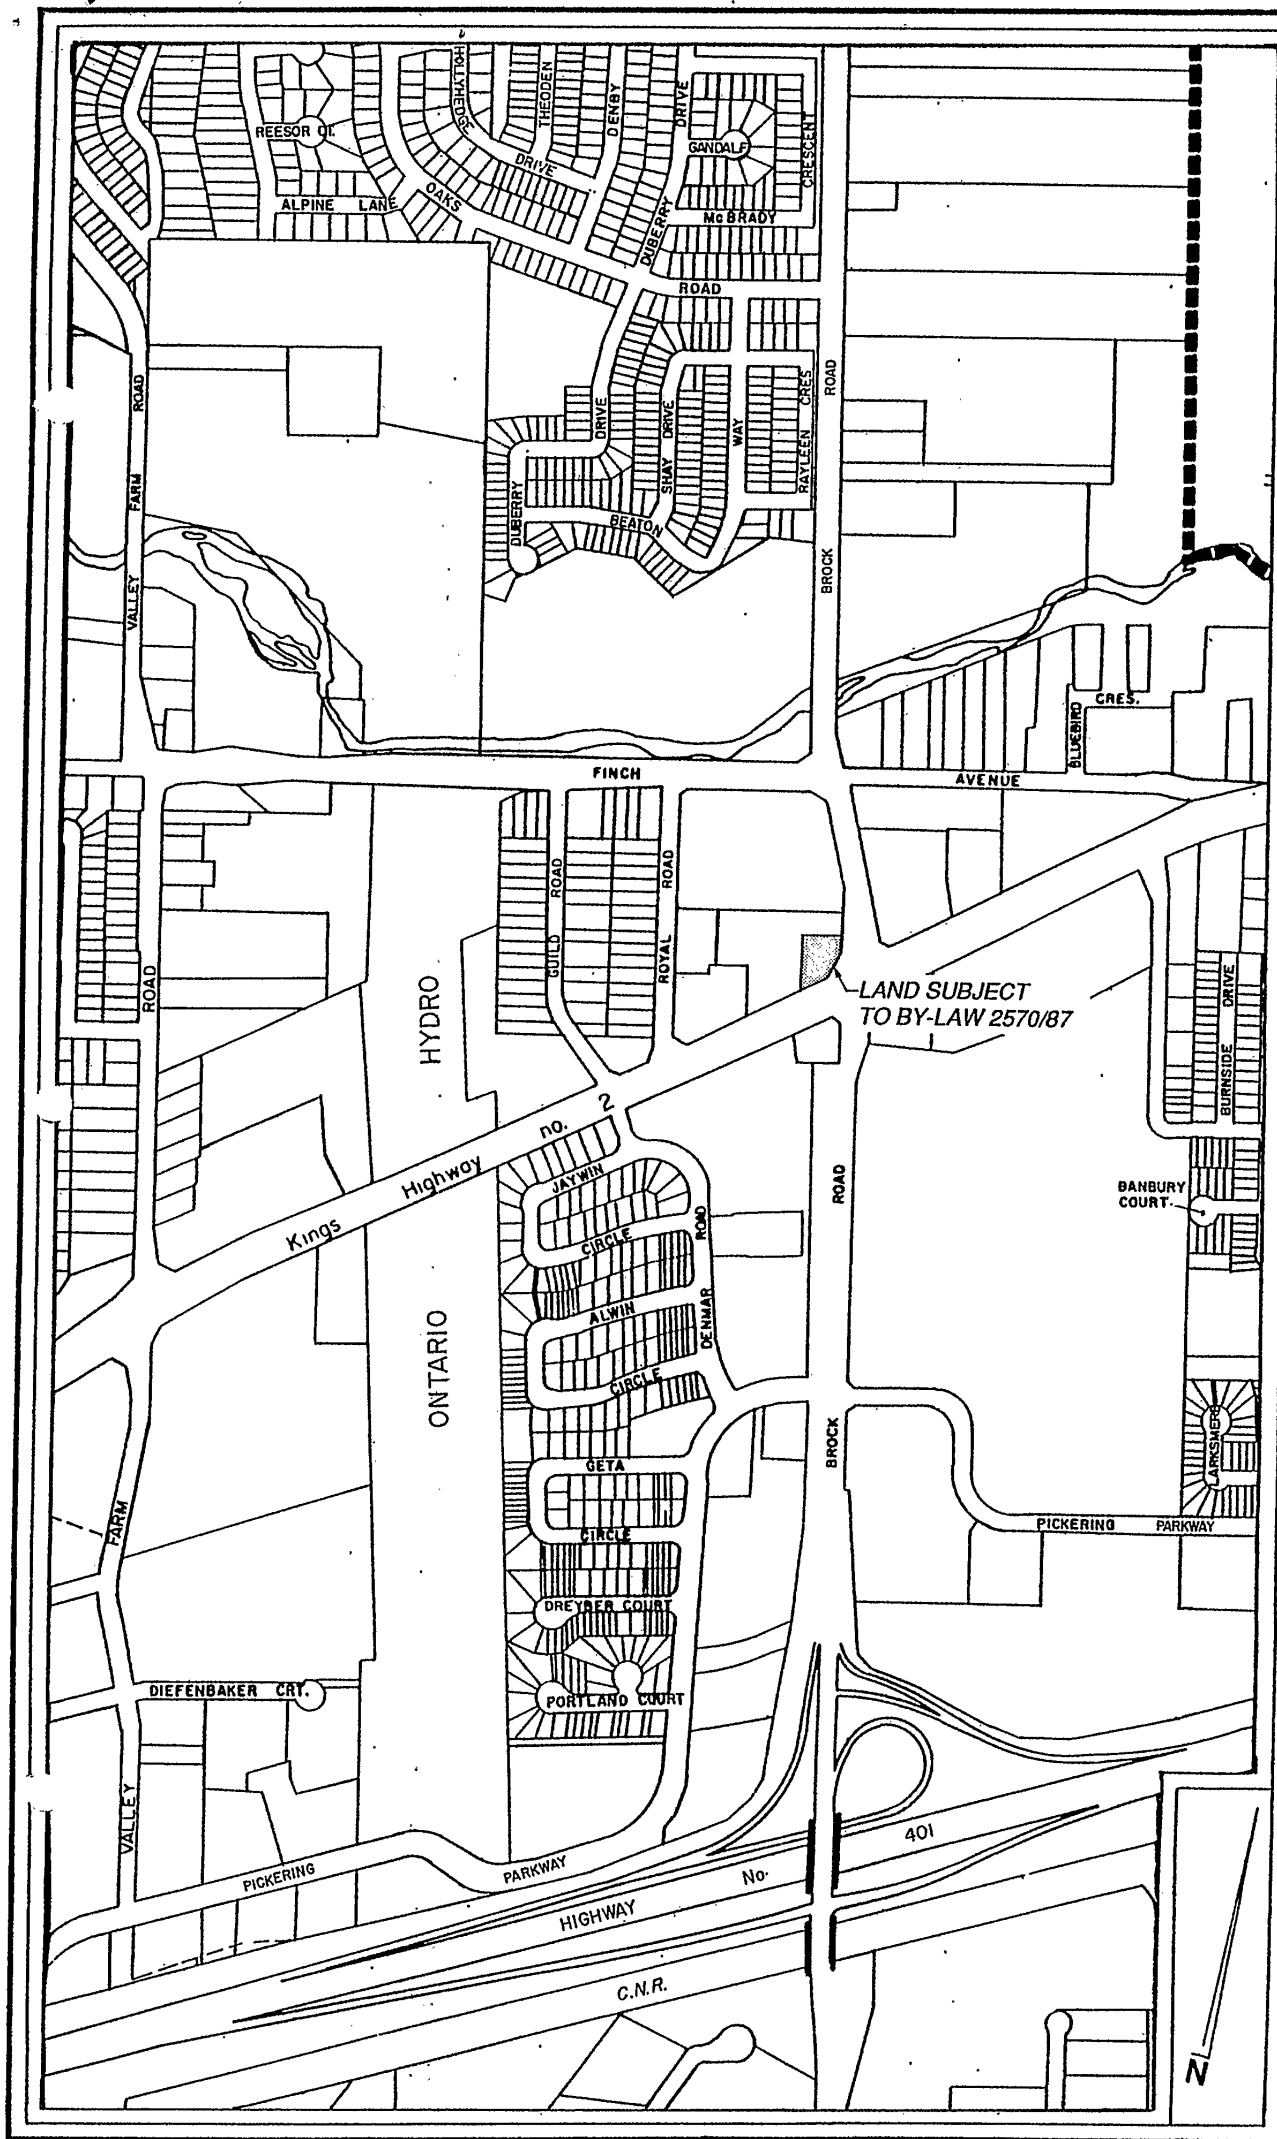 HOLLYHEDGE
DRIVE
THEODEN
DENBY
DRIVE
GANDALF
CRESCENT
REESOR CT.
ALPINE LANE
OAKS
DUBERRY
McBRADY
ROAD
ROAD
FARM
VALLEY
DRIVE
SHAY DRIVE
WAY
RAYLEEN CRES
ROAD
DUBERRY
BEATON
BROCK
BLUEBIRD
CRES.
FINCH
AVENUE
ROAD
GUILD
ROAD
ROYAL
ROAD
HYDRO
ONTARIO
LAND SUBJECT
TO BY-LAW 2570/87
BURNSIDE DRIVE
Kings Highway no. 2
JAYWIN
CIRCLE
ROAD
DENMAR
ALWIN
CIRCLE
ROAD
BANBURY
COURT
BROCK
LARKSMERE
GETA
CIRCLE
PICKERING PARKWAY
FARM
DREYBER COURT
DIEFENBAKER CRT.
PORTLAND COURT
VALLEY
PICKERING PARKWAY
HIGHWAY No. 401
C.N.R.
N